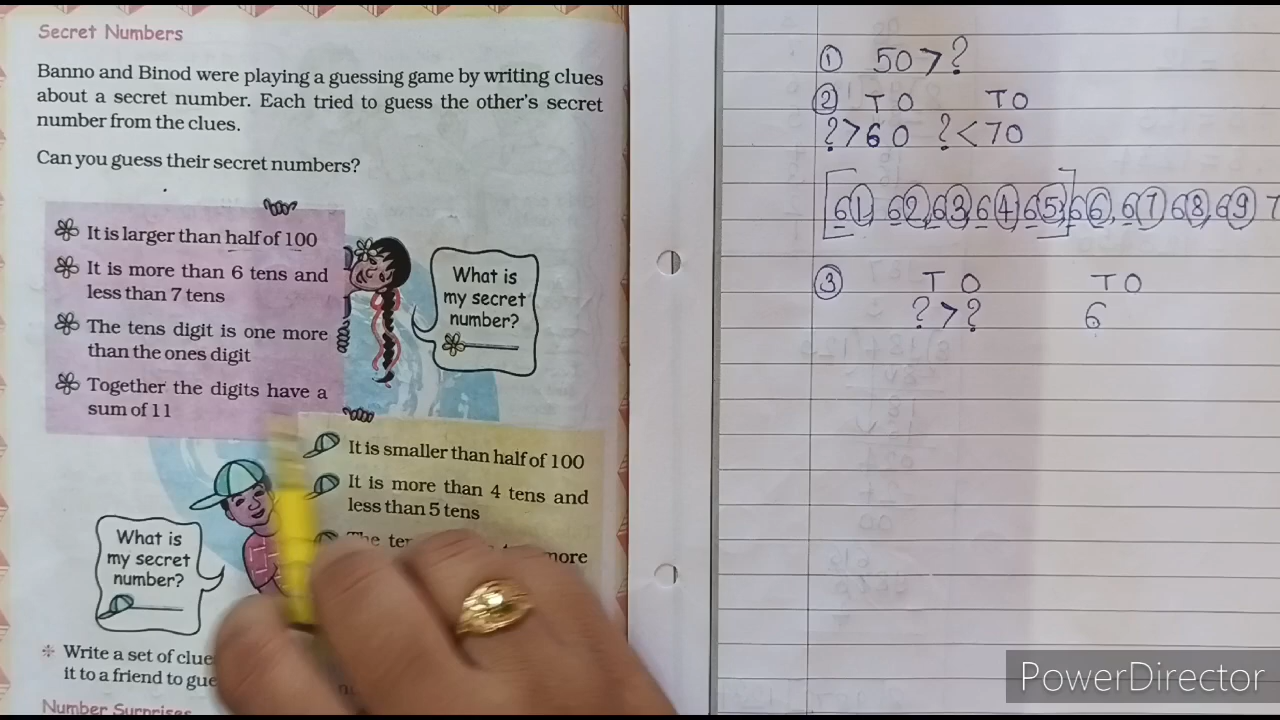 Secret Numbers
Banno and Binod were playing a guessing game by writing clues
about a secret number. Each tried to guess the other's secret
number from the clues.
Can you guess their secret numbers?
It is larger than half of 100
It is more than 6 tens and
less than 7 tens
The tens digit is one more
than the ones digit
Together the digits have a
sum of 11
What is
my secret
number?
It is smaller than half of 100
It is more than 4 tens and
less than 5 tens
The
more
What is
my secret
number?
Write a set of
it to a friend to
Number Surprises
① 50 > ?
② T O T O
? > 60 ? < 70
[61 62, 63, 64 65,] 66, 67 68, 69 7
③ T O T O
? > ? 6
PowerDirector